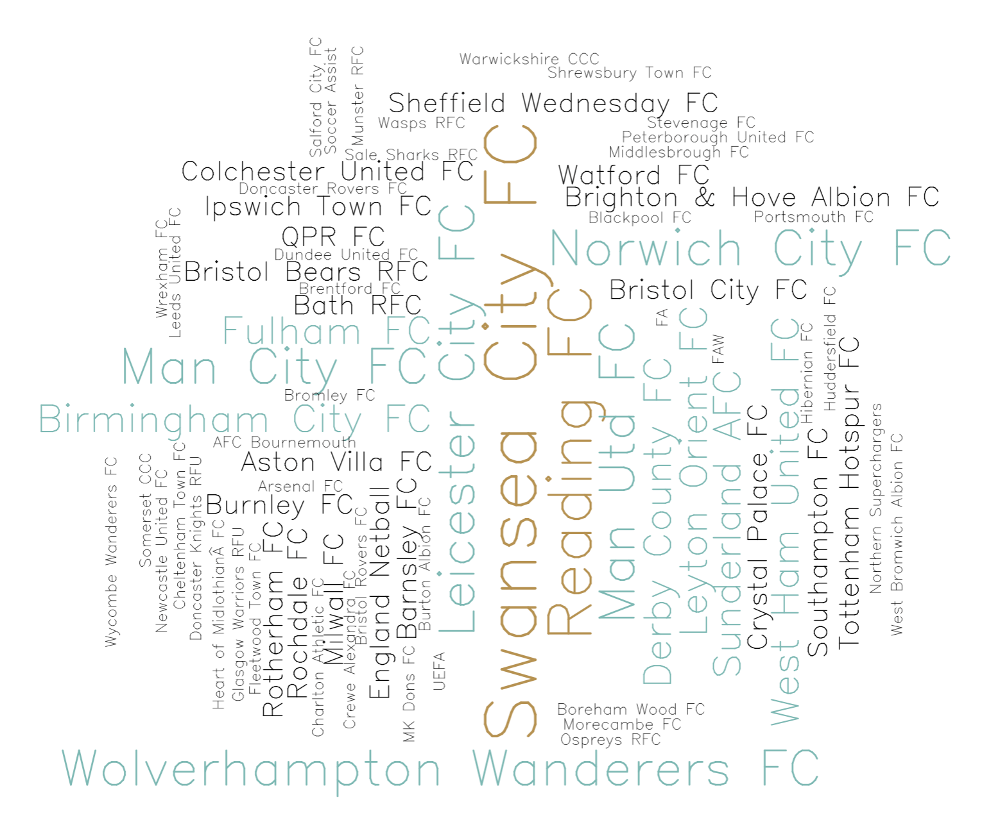 Salford City FC
Soccer Assist
Munster RFC
Warwickshire CCC
Shrewsbury Town FC
Sheffield Wednesday FC
Wasps RFC
Stevenage FC
Peterborough United FC
Middlesbrough FC
Sale Sharks RFC
Colchester United FC
Watford FC
Doncaster Rovers FC
Brighton & Hove Albion FC
Ipswich Town FC
Blackpool FC
Portsmouth FC
QPR FC
Norwich City FC
Dundee United FC
Bristol Bears RFC
Brentford FC
Bristol City FC
Bath RFC
Wrexham FC
Leeds United FC
Fulham FC
Man City FC
Bromley FC
Birmingham City FC
AFC Bournemouth
Aston Villa FC
Arsenal FC
Burnley FC
Leicester City FC
Swansea City FC
Reading FC
Man Utd FC
Derby County FC
FA
Leyton Orient FC
FAW
Sunderland AFC
Crystal Palace FC
West Ham United FC
Hibernian FC
Southampton FC
Huddersfield FC
Tottenham Hotspur FC
Northern Superchargers
West Bromwich Albion FC
Wycombe Wanderers FC
Somerset CCC
Newcastle United FC
Cheltenham Town FC
Doncaster Knights RFU
Heart of MidlothianÂ FC
Glasgow Warriors RFU
Fleetwood Town FC
Rotherham FC
Rochdale FC
Charlton Athletic FC
Milwall FC
Crewe Alexandra FC
Bristol Rovers FC
England Netball
Barnsley FC
MK Dons FC
Burton Albion FC
UEFA
Boreham Wood FC
Morecambe FC
Ospreys RFC
Wolverhampton Wanderers FC